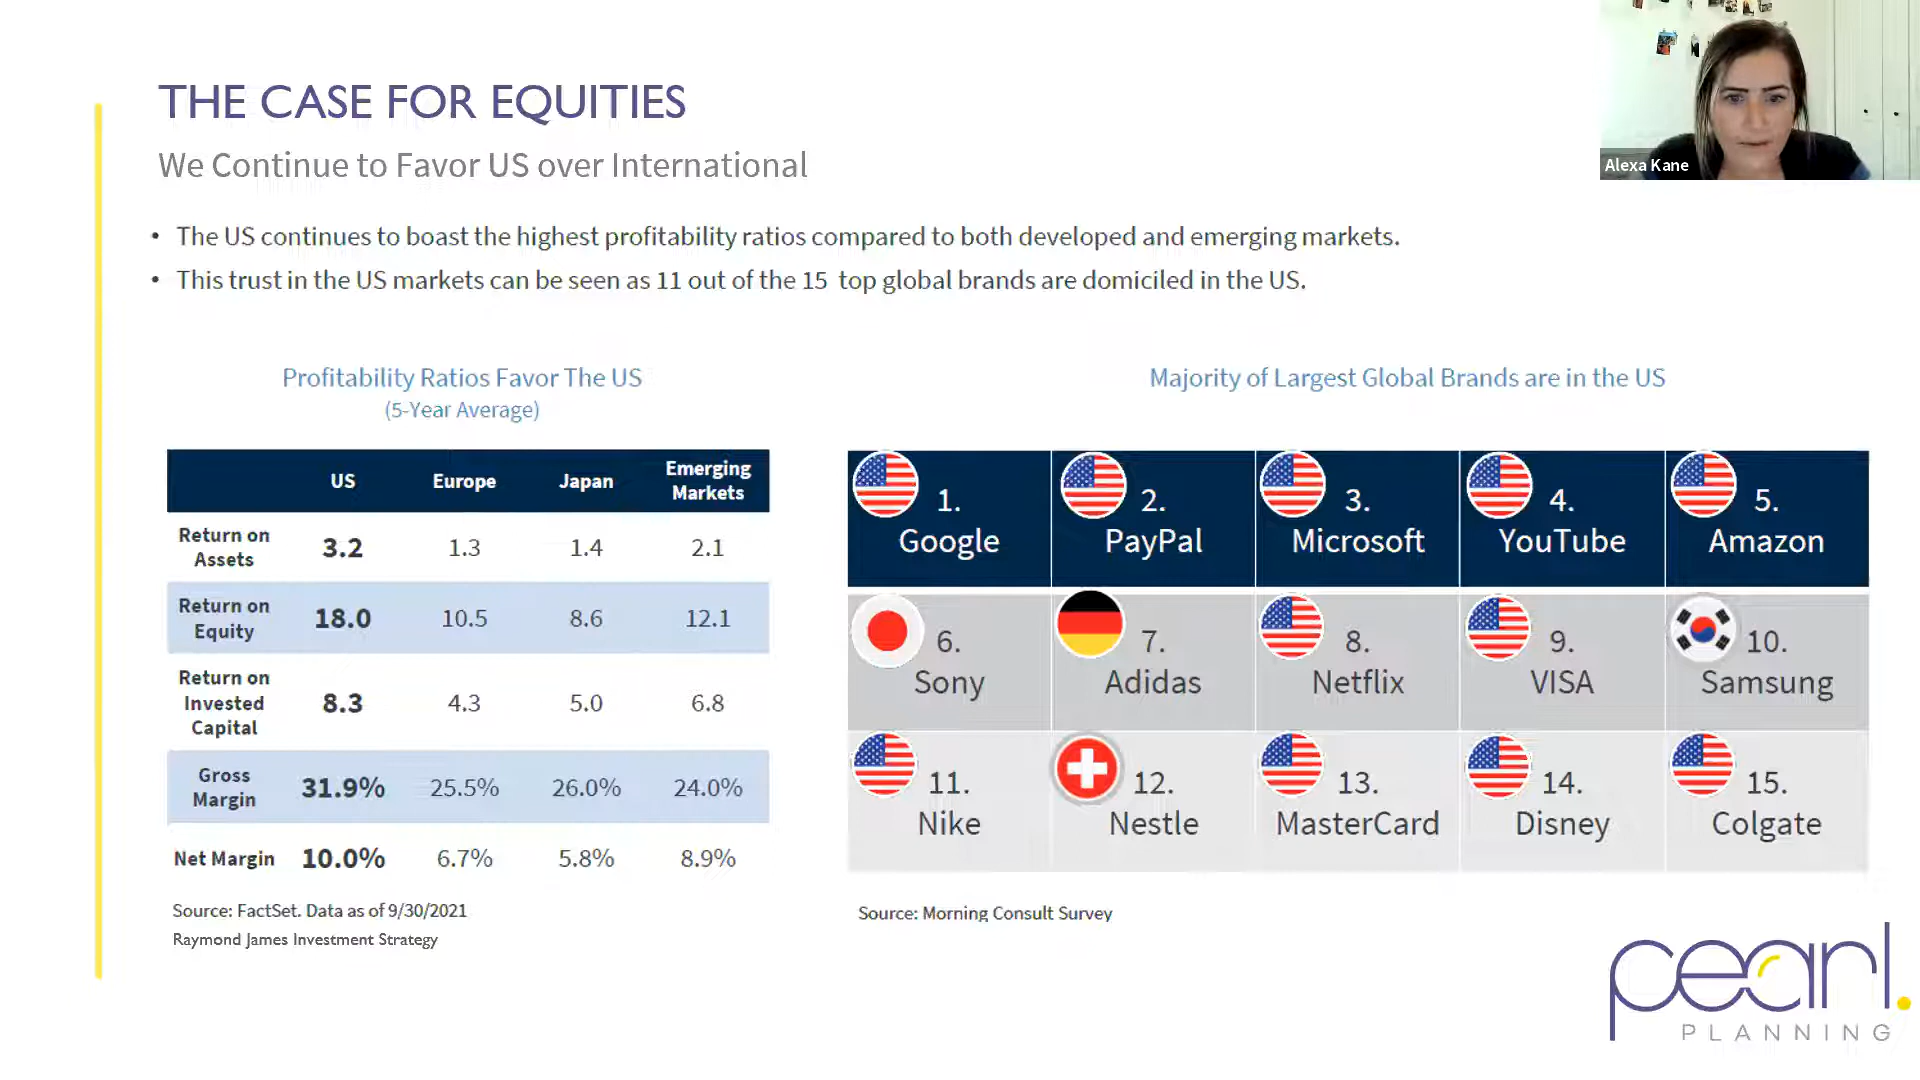 THE CASE FOR EQUITIES
We Continue to Favor US over International
Alexa Kane
• The US continues to boast the highest profitability ratios compared to both developed and emerging markets.
• This trust in the US markets can be seen as 11 out of the 15 top global brands are domiciled in the US.
Profitability Ratios Favor The US
(5-Year Average)
US Europe Japan Emerging Markets
Return on Assets 3.2 1.3 1.4 2.1
Return on Equity 18.0 10.5 8.6 12.1
Return on Invested Capital 8.3 4.3 5.0 6.8
Gross Margin 31.9% 25.5% 26.0% 24.0%
Net Margin 10.0% 6.7% 5.8% 8.9%
Source: FactSet. Data as of 9/30/2021
Raymond James Investment Strategy
Majority of Largest Global Brands are in the US
1. Google
2. PayPal
3. Microsoft
4. YouTube
5. Amazon
6. Sony
7. Adidas
8. Netflix
9. VISA
10. Samsung
11. Nike
12. Nestle
13. MasterCard
14. Disney
15. Colgate
Source: Morning Consult Survey
pearl.
PLANNING